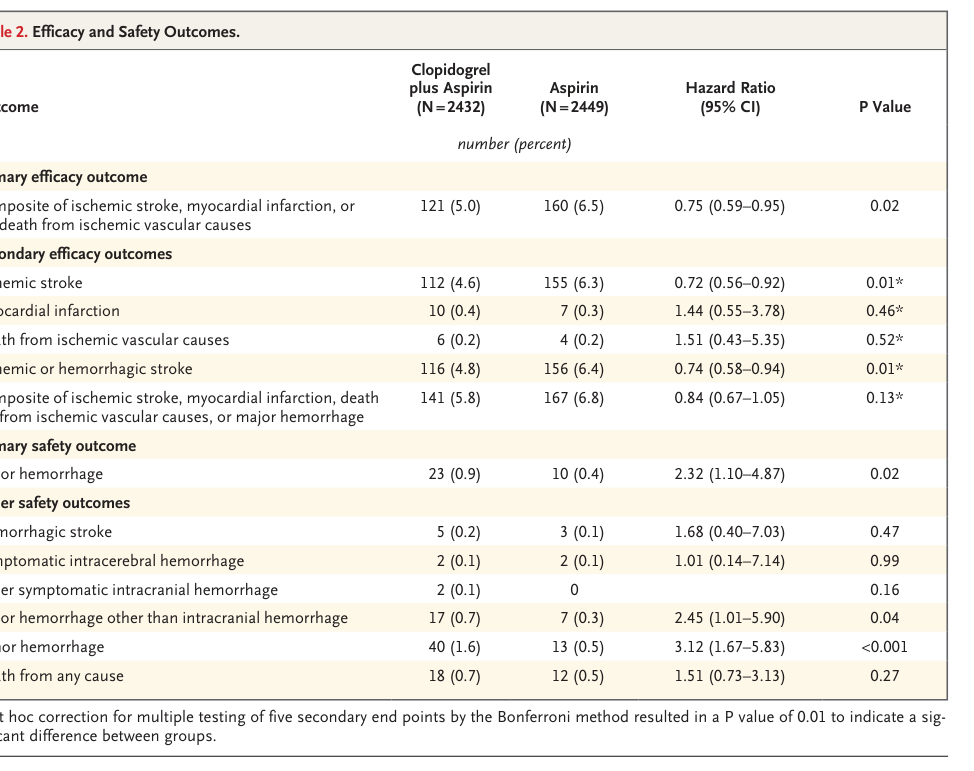 le 2. Efficacy and Safety Outcomes.
come
Clopidogrel
plus Aspirin
(N=2432)
Aspirin
(N=2449)
Hazard Ratio
(95% CI)
P Value
number (percent)
mary efficacy outcome
mposite of ischemic stroke, myocardial infarction, or 121 (5.0) 160 (6.5) 0.75 (0.59–0.95) 0.02
death from ischemic vascular causes
ondary efficacy outcomes
hemic stroke 112 (4.6) 155 (6.3) 0.72 (0.56–0.92) 0.01*
ocardial infarction 10 (0.4) 7 (0.3) 1.44 (0.55–3.78) 0.46*
th from ischemic vascular causes 6 (0.2) 4 (0.2) 1.51 (0.43–5.35) 0.52*
hemic or hemorrhagic stroke 116 (4.8) 156 (6.4) 0.74 (0.58–0.94) 0.01*
mposite of ischemic stroke, myocardial infarction, death 141 (5.8) 167 (6.8) 0.84 (0.67–1.05) 0.13*
from ischemic vascular causes, or major hemorrhage
mary safety outcome
or hemorrhage 23 (0.9) 10 (0.4) 2.32 (1.10–4.87) 0.02
er safety outcomes
morrhagic stroke 5 (0.2) 3 (0.1) 1.68 (0.40–7.03) 0.47
mptomatic intracerebral hemorrhage 2 (0.1) 2 (0.1) 1.01 (0.14–7.14) 0.99
er symptomatic intracranial hemorrhage 2 (0.1) 0 0.16
or hemorrhage other than intracranial hemorrhage 17 (0.7) 7 (0.3) 2.45 (1.01–5.90) 0.04
or hemorrhage 40 (1.6) 13 (0.5) 3.12 (1.67–5.83) <0.001
th from any cause 18 (0.7) 12 (0.5) 1.51 (0.73–3.13) 0.27
t hoc correction for multiple testing of five secondary end points by the Bonferroni method resulted in a P value of 0.01 to indicate a sig-
cant difference between groups.